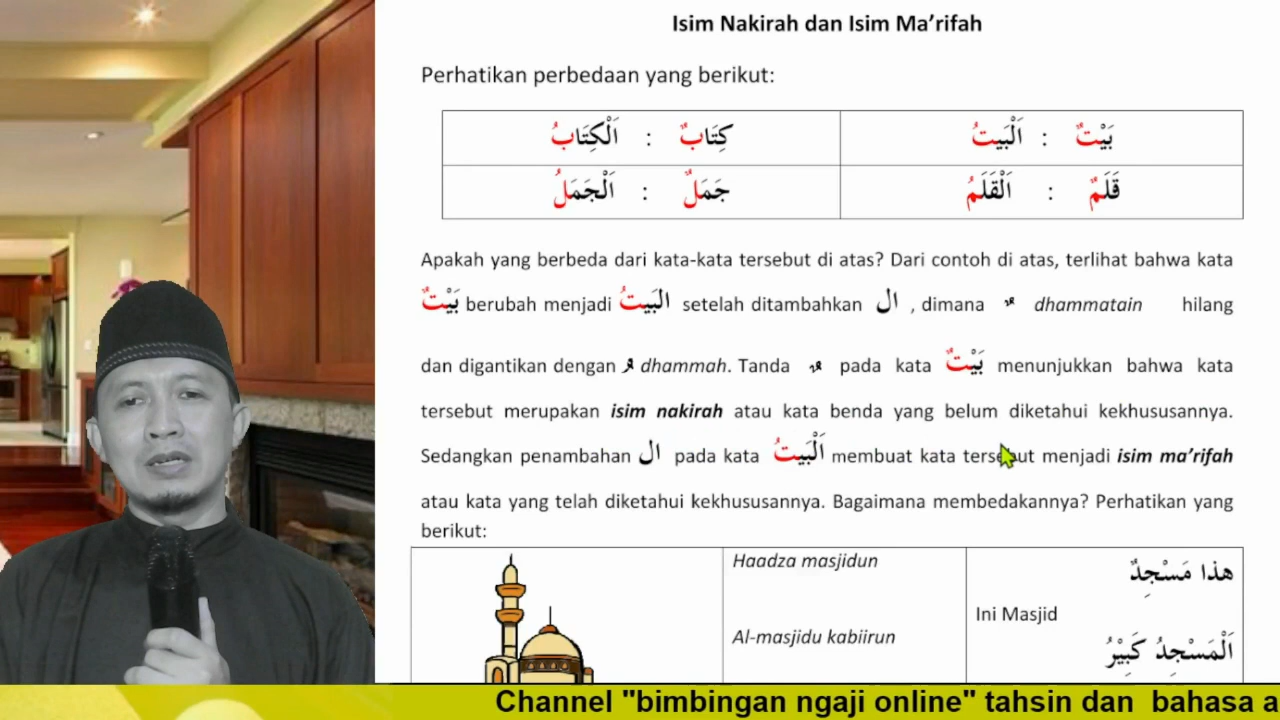 Isim Nakirah dan Isim Ma’rifah
Perhatikan perbedaan yang berikut:
بَيْتٌ : اَلْبَيتُ
كِتَابٌ : اَلْكِتَابُ
قَلَمٌ : اَلْقَلَمُ
جَمَلٌ : اَلْجَمَلُ
Apakah yang berbeda dari kata-kata tersebut di atas? Dari contoh di atas, terlihat bahwa kata
بَيْتٌ berubah menjadi البَيتُ setelah ditambahkan ال , dimana ٌ dhammatain hilang
dan digantikan dengan ُ dhammah. Tanda ٌ pada kata بَيْتٌ menunjukkan bahwa kata
tersebut merupakan isim nakirah atau kata benda yang belum diketahui kekhususannya.
Sedangkan penambahan ال pada kata اَلْبَيتُ membuat kata tersebut menjadi isim ma’rifah
atau kata yang telah diketahui kekhususannya. Bagaimana membedakannya? Perhatikan yang
berikut:
Haadza masjidun
هذا مَسْجِدٌ
Ini Masjid
Al-masjidu kabiirun
اَلْمَسْجِدُ كَبِيْرُ
Channel "bimbingan ngaji online" tahsin dan bahasa a